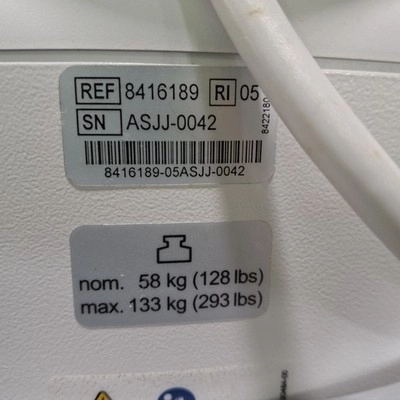 REF 8416189 RI 05
SN ASJJ-0042
8416189-05ASJJ-0042
nom. 58 kg (128 lbs)
max. 133 kg (293 lbs)